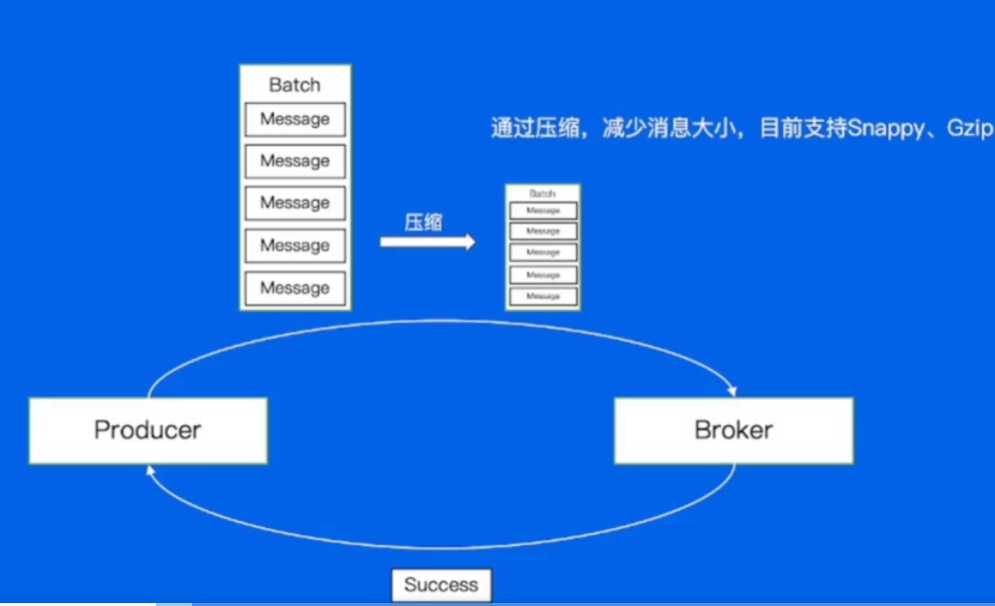 Batch
Message
Message
Message
Message
Message
通过压缩，减少消息大小，目前支持Snappy、Gzip
压缩
Batch
Message
Message
Message
Message
Message
Producer
Broker
Success